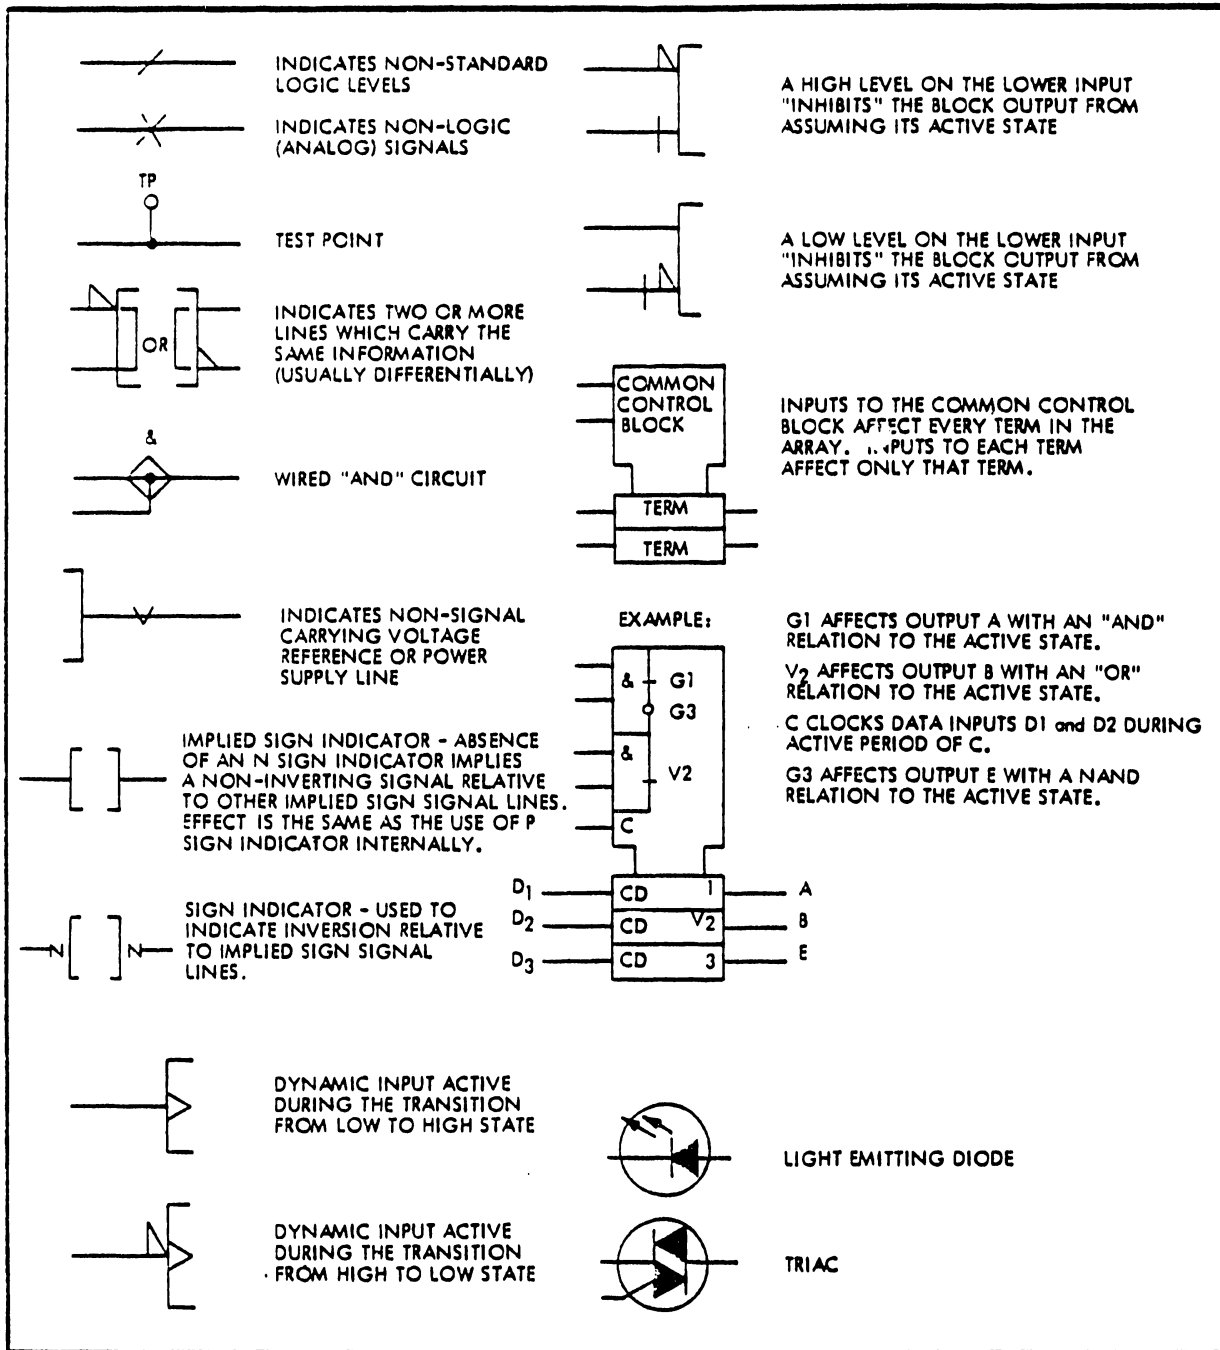 INDICATES NON-STANDARD
LOGIC LEVELS
INDICATES NON-LOGIC
(ANALOG) SIGNALS
TP
TEST POINT
OR
INDICATES TWO OR MORE
LINES WHICH CARRY THE
SAME INFORMATION
(USUALLY DIFFERENTIALLY)
&
WIRED "AND" CIRCUIT
INDICATES NON-SIGNAL
CARRYING VOLTAGE
REFERENCE OR POWER
SUPPLY LINE
IMPLIED SIGN INDICATOR - ABSENCE
OF AN N SIGN INDICATOR IMPLIES
A NON-INVERTING SIGNAL RELATIVE
TO OTHER IMPLIED SIGN SIGNAL LINES.
EFFECT IS THE SAME AS THE USE OF P
SIGN INDICATOR INTERNALLY.
N N
SIGN INDICATOR - USED TO
INDICATE INVERSION RELATIVE
TO IMPLIED SIGN SIGNAL
LINES.
DYNAMIC INPUT ACTIVE
DURING THE TRANSITION
FROM LOW TO HIGH STATE
DYNAMIC INPUT ACTIVE
DURING THE TRANSITION
FROM HIGH TO LOW STATE
A HIGH LEVEL ON THE LOWER INPUT
"INHIBITS" THE BLOCK OUTPUT FROM
ASSUMING ITS ACTIVE STATE
A LOW LEVEL ON THE LOWER INPUT
"INHIBITS" THE BLOCK OUTPUT FROM
ASSUMING ITS ACTIVE STATE
COMMON
CONTROL
BLOCK
TERM
TERM
INPUTS TO THE COMMON CONTROL
BLOCK AFFECT EVERY TERM IN THE
ARRAY. INPUTS TO EACH TERM
AFFECT ONLY THAT TERM.
EXAMPLE:
& G1
G3
&
V2
C
D1 CD 1 A
D2 CD V2 B
D3 CD 3 E
G1 AFFECTS OUTPUT A WITH AN "AND"
RELATION TO THE ACTIVE STATE.
V2 AFFECTS OUTPUT B WITH AN "OR"
RELATION TO THE ACTIVE STATE.
C CLOCKS DATA INPUTS D1 and D2 DURING
ACTIVE PERIOD OF C.
G3 AFFECTS OUTPUT E WITH A NAND
RELATION TO THE ACTIVE STATE.
LIGHT EMITTING DIODE
TRIAC